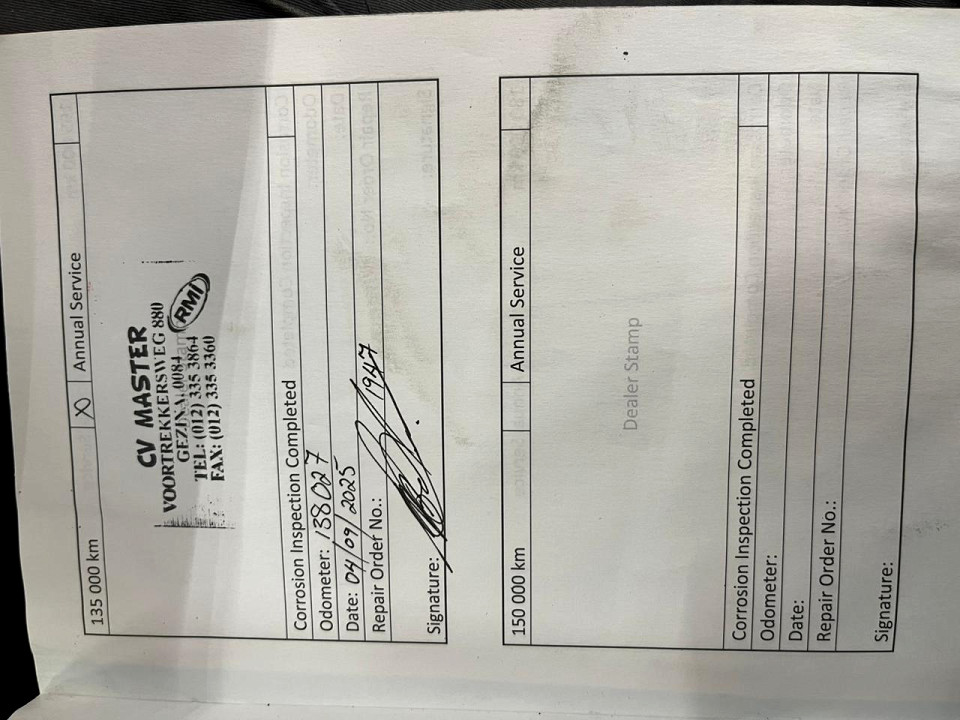 135 000 km X Annual Service
CV MASTER
VOORTREKKERSWEG 880
GEZINA, 0084
TEL: (012) 335 3864
FAX: (012) 335 3360
RMI
Corrosion Inspection Completed
Odometer: 138027
Date: 04/09/2025
Repair Order No.: 1947
Signature:
150 000 km Annual Service
Dealer Stamp
Corrosion Inspection Completed
Odometer:
Date:
Repair Order No.:
Signature: